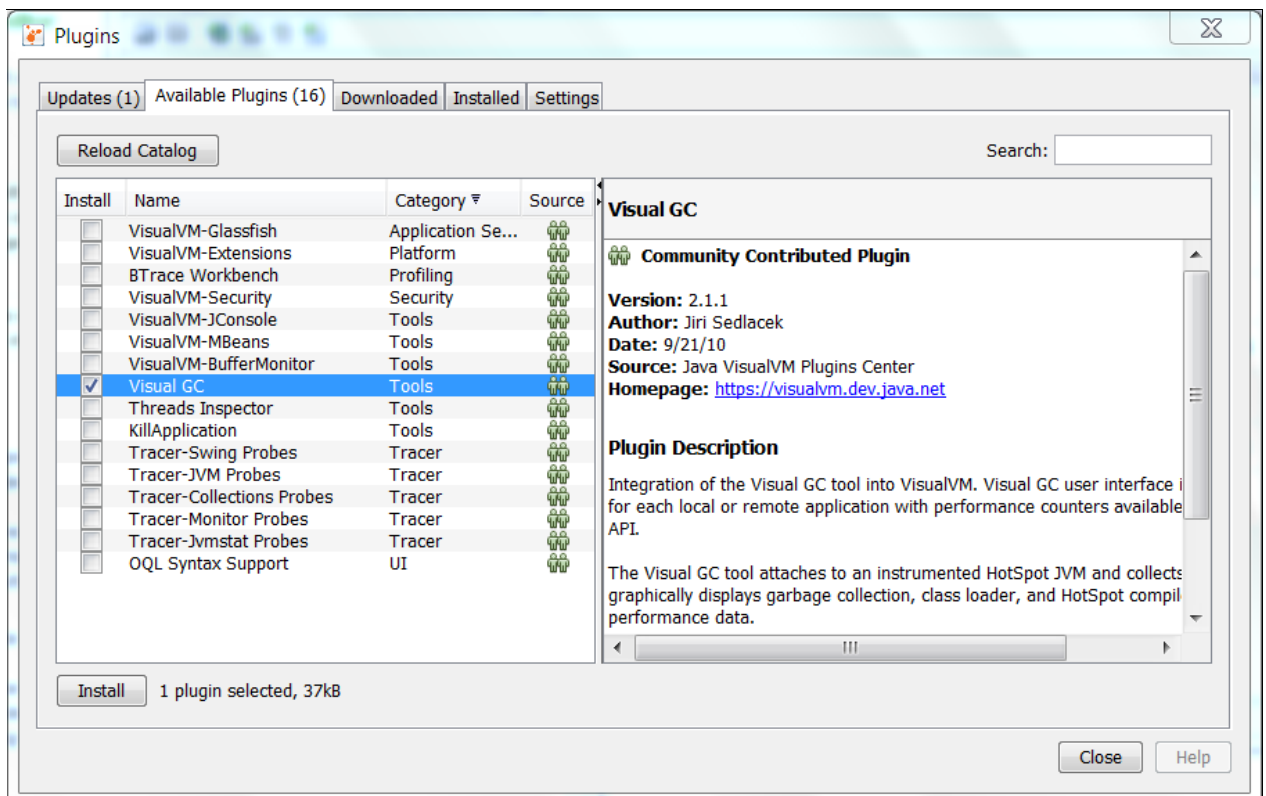 Plugins
Updates (1) Available Plugins (16) Downloaded Installed Settings
Reload Catalog Search:
Install Name Category Source
VisualVM-Glassfish Application Se...
VisualVM-Extensions Platform
BTrace Workbench Profiling
VisualVM-Security Security
VisualVM-JConsole Tools
VisualVM-MBeans Tools
VisualVM-BufferMonitor Tools
Visual GC Tools
Threads Inspector Tools
KillApplication Tools
Tracer-Swing Probes Tracer
Tracer-JVM Probes Tracer
Tracer-Collections Probes Tracer
Tracer-Monitor Probes Tracer
Tracer-Jvmstat Probes Tracer
OQL Syntax Support UI
Visual GC
Community Contributed Plugin
Version: 2.1.1
Author: Jiri Sedlacek
Date: 9/21/10
Source: Java VisualVM Plugins Center
Homepage: https://visualvm.dev.java.net
Plugin Description
Integration of the Visual GC tool into VisualVM. Visual GC user interface i
for each local or remote application with performance counters available
API.
The Visual GC tool attaches to an instrumented HotSpot JVM and collects
graphically displays garbage collection, class loader, and HotSpot compil
performance data.
Install 1 plugin selected, 37kB
Close Help